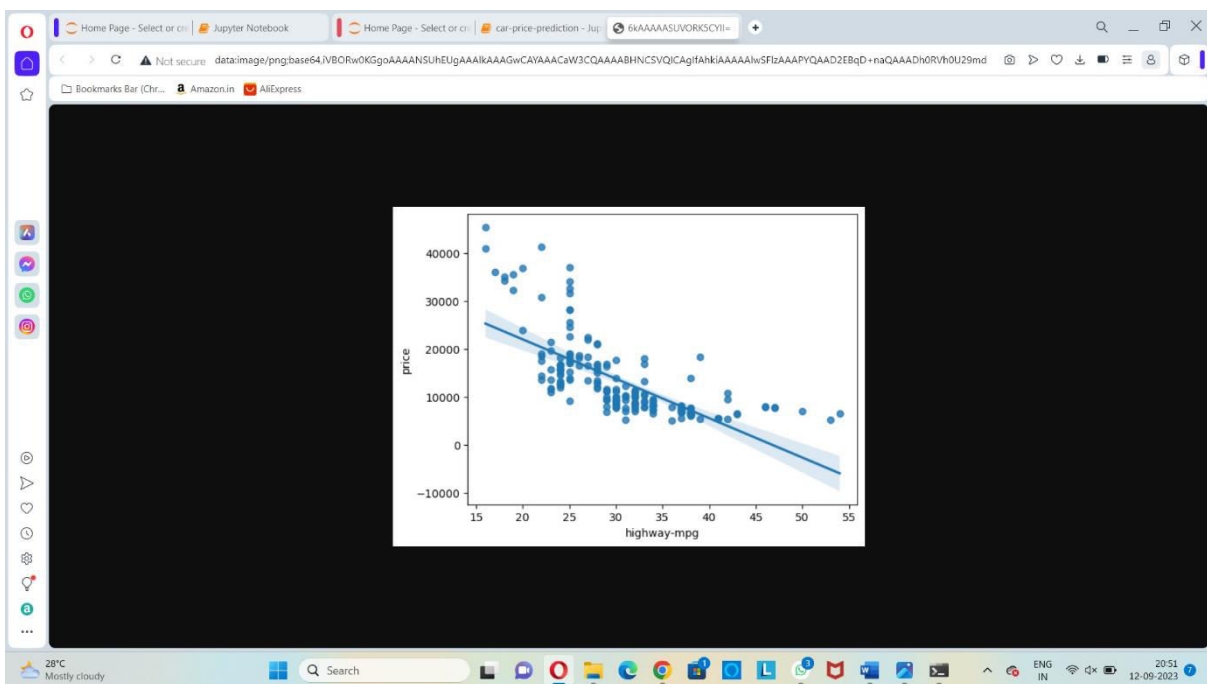 Home Page - Select or cr
Jupyter Notebook
Home Page - Select or cr
car-price-prediction - Jup
6kAAAAASUVORK5CYII=
Not secure
data:image/png;base64,iVBORw0KGgoAAAANSUhEUgAAAlkAAAGwCAYAAACaW3CQAAAABHNCSVQICAgIfAhkiAAAAAlwSFlzAAAPYQAAD2EBqD+naQAAADh0RVh0U29md
Bookmarks Bar (Chr...
Amazon.in
AliExpress
40000
30000
20000
10000
0
−10000
price
15 20 25 30 35 40 45 50 55
highway-mpg
28°C
Mostly cloudy
Search
ENG
IN
20:51
12-09-2023